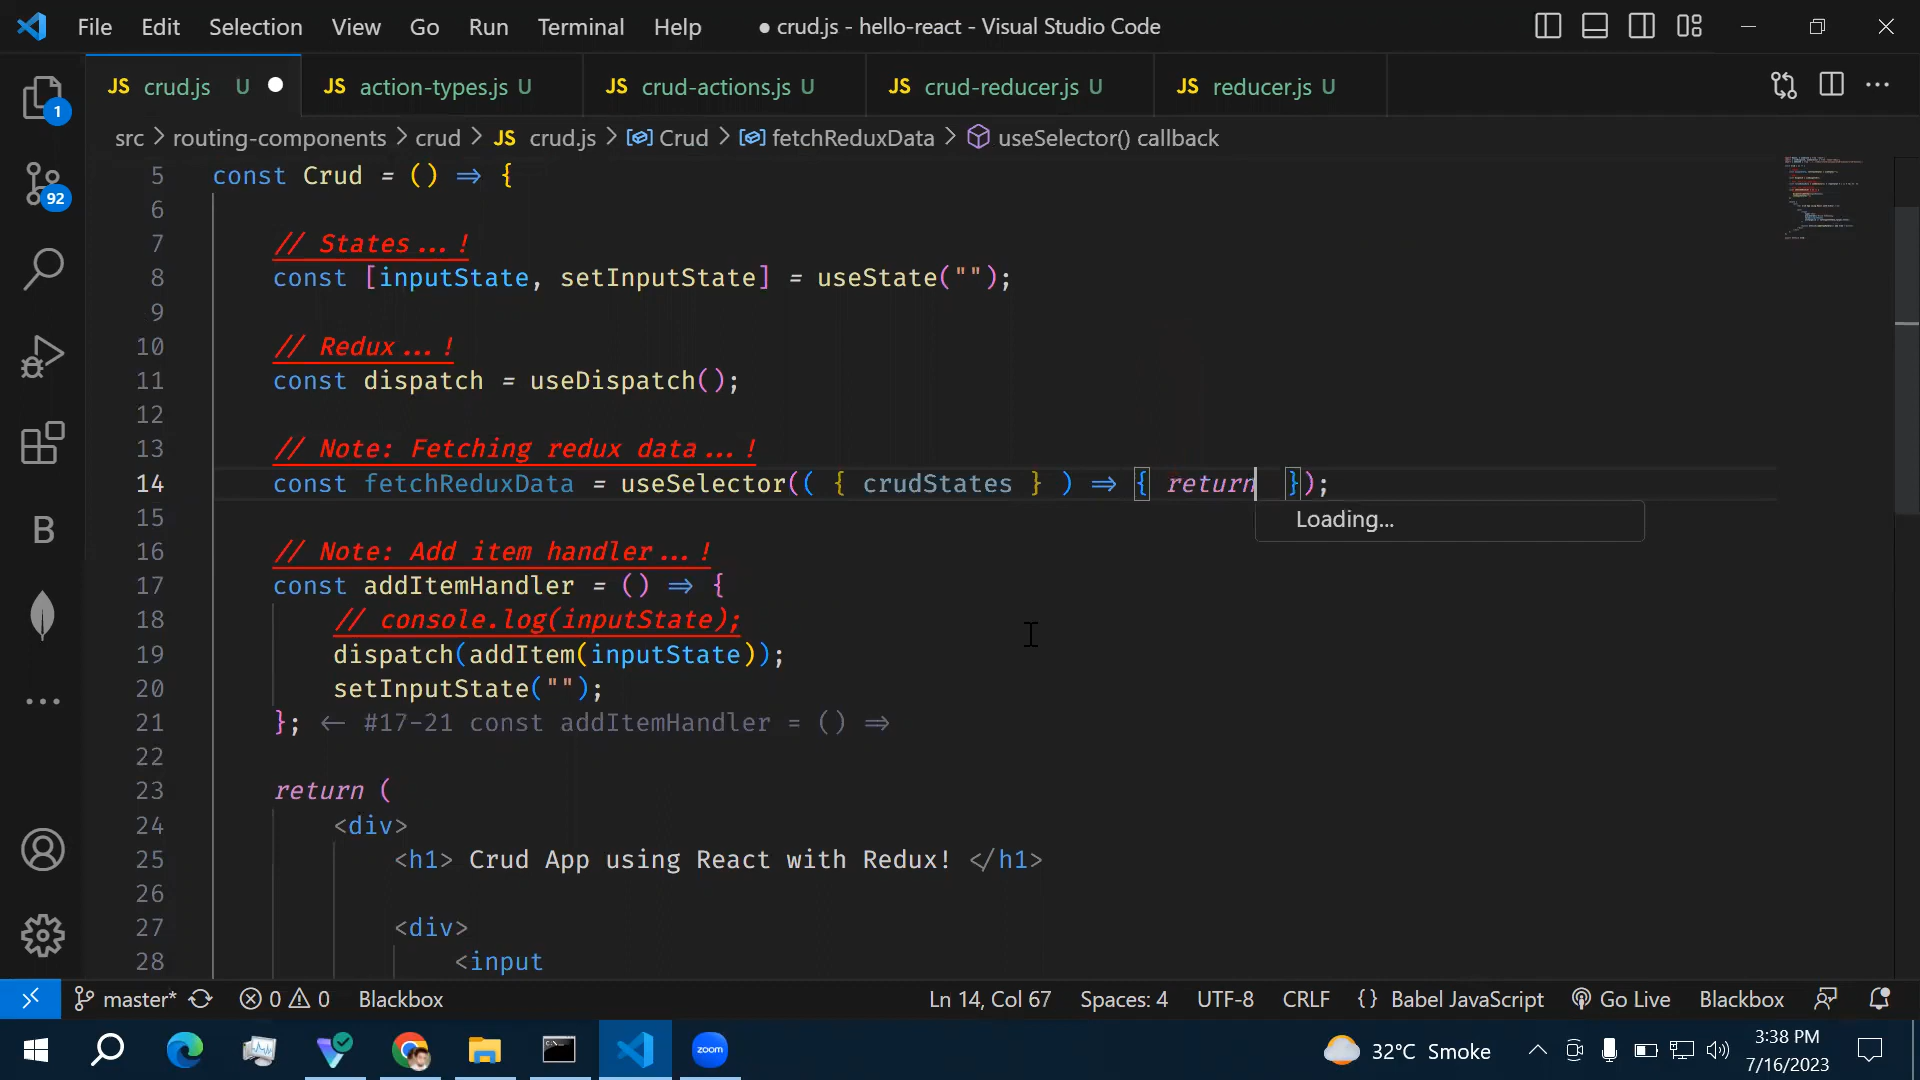 File Edit Selection View Go Run Terminal Help ● crud.js - hello-react - Visual Studio Code
JS crud.js U ● JS action-types.js U JS crud-actions.js U JS crud-reducer.js U JS reducer.js U
src > routing-components > crud > JS crud.js > Crud > fetchReduxData > useSelector() callback
1
92
B
5 const Crud = () => {
6
7 // States...!
8 const [inputState, setInputState] = useState("");
9
10 // Redux...!
11 const dispatch = useDispatch();
12
13 // Note: Fetching redux data...!
14 const fetchReduxData = useSelector(( { crudStates } ) => { return });
Loading...
15
16 // Note: Add item handler...!
17 const addItemHandler = () => {
18 // console.log(inputState);
19 dispatch(addItem(inputState));
20 setInputState("");
21 }; <- #17-21 const addItemHandler = () =>
22
23 return (
24 <div>
25 <h1> Crud App using React with Redux! </h1>
26
27 <div>
28 <input
master* ⊗ 0 ⚠ 0 Blackbox Ln 14, Col 67 Spaces: 4 UTF-8 CRLF {} Babel JavaScript Go Live Blackbox
zoom 32°C Smoke 3:38 PM
7/16/2023